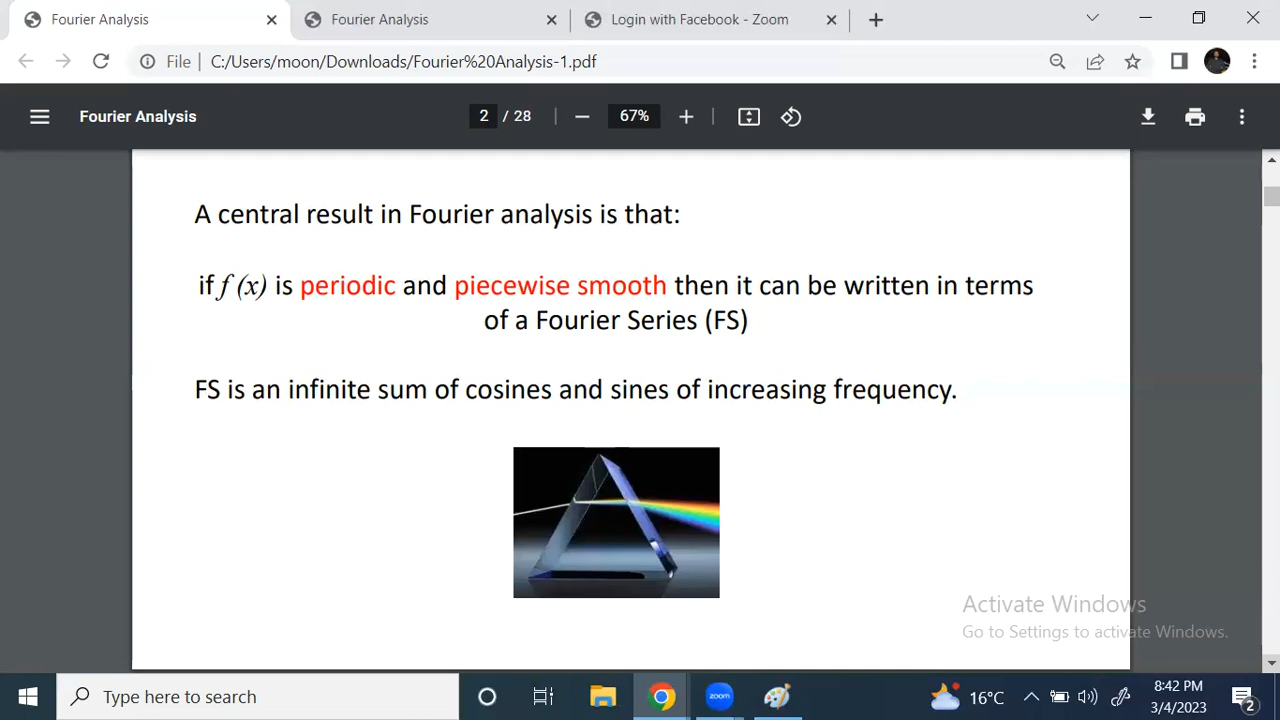 Fourier Analysis
Fourier Analysis
Login with Facebook - Zoom
File
C:/Users/moon/Downloads/Fourier%20Analysis-1.pdf
Fourier Analysis
2 / 28
67%
A central result in Fourier analysis is that:
if f (x) is periodic and piecewise smooth then it can be written in terms
of a Fourier Series (FS)
FS is an infinite sum of cosines and sines of increasing frequency.
Activate Windows
Go to Settings to activate Windows.
Type here to search
zoom
16°C
8:42 PM
3/4/2023
2